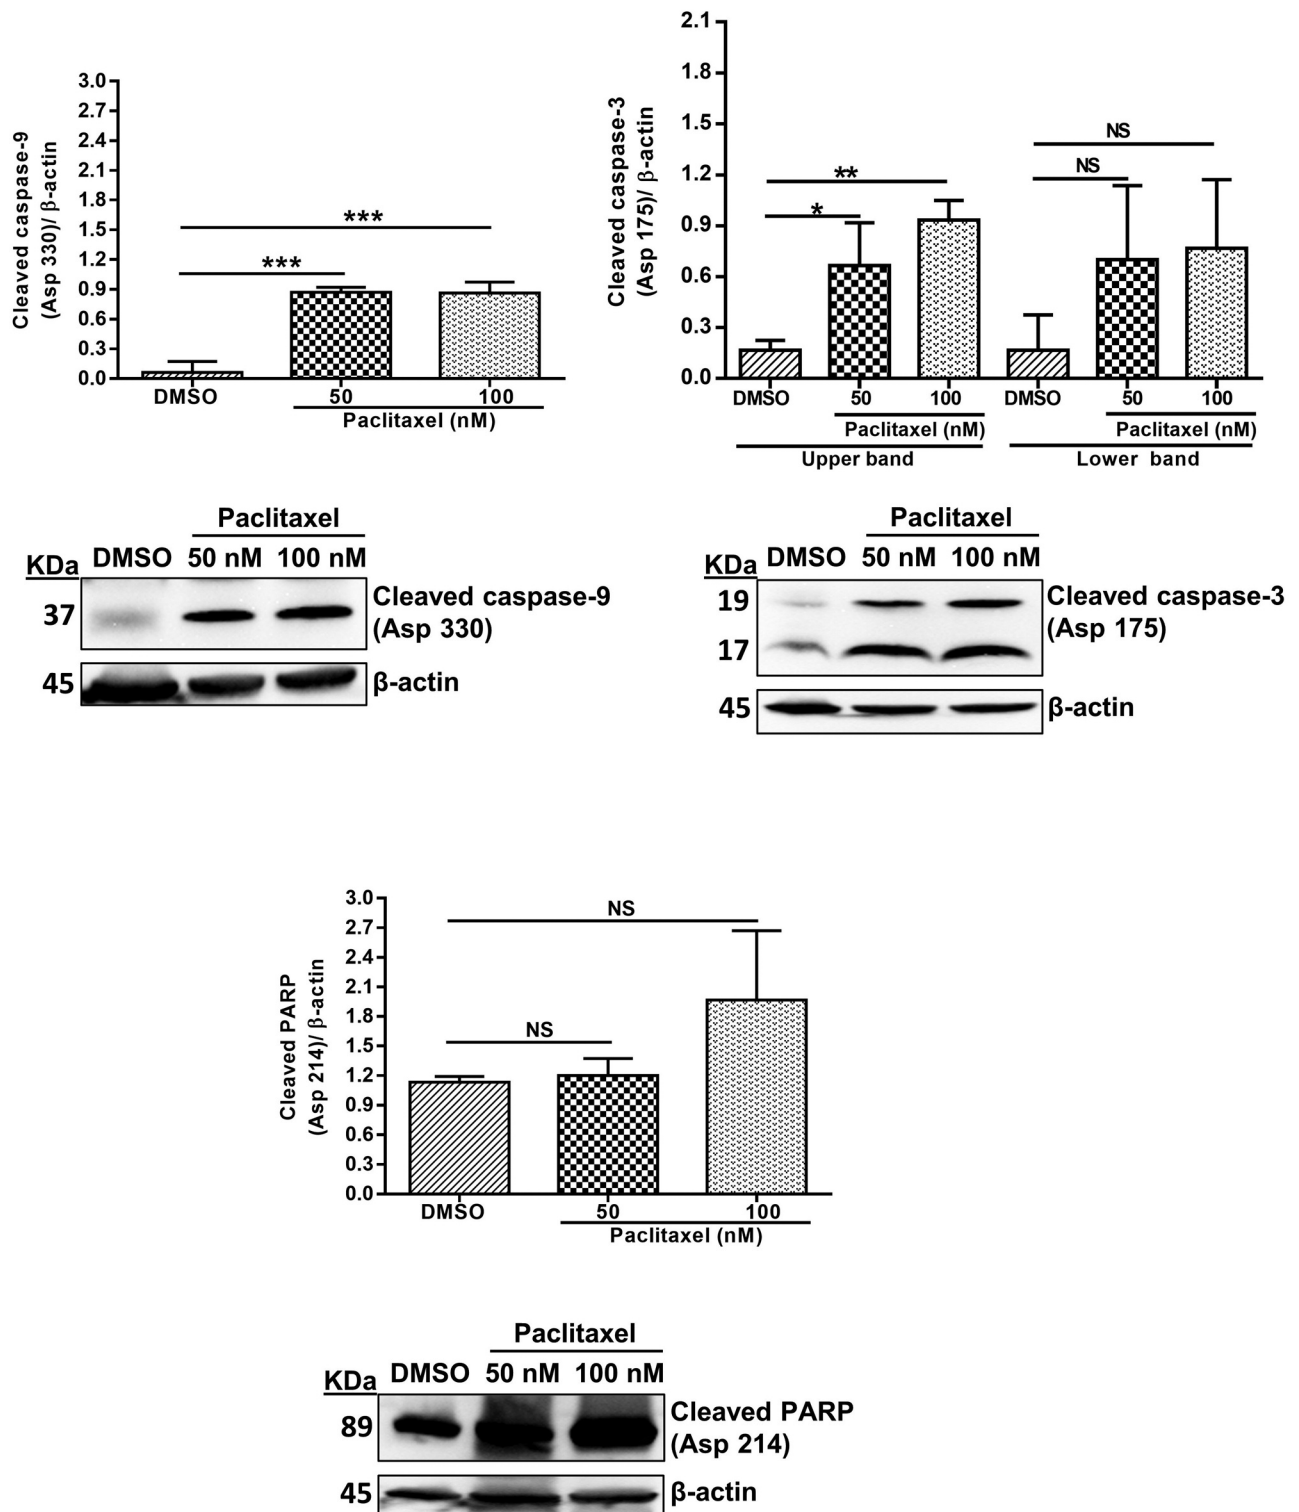 Cleaved caspase-9
(Asp 330)/ β-actin
3.0
2.7
2.4
2.1
1.8
1.5
1.2
0.9
0.6
0.3
0.0
***
***
DMSO
50
100
Paclitaxel (nM)
Cleaved caspase-3
(Asp 175)/ β-actin
2.1
1.8
1.5
1.2
0.9
0.6
0.3
0.0
**
*
NS
NS
DMSO
50
100
DMSO
50
100
Paclitaxel (nM)
Paclitaxel (nM)
Upper band
Lower band
Paclitaxel
KDa DMSO 50 nM 100 nM
37
Cleaved caspase-9
(Asp 330)
45
β-actin
Paclitaxel
KDa DMSO 50 nM 100 nM
19
17
Cleaved caspase-3
(Asp 175)
45
β-actin
Cleaved PARP
(Asp 214)/ β-actin
3.0
2.7
2.4
2.1
1.8
1.5
1.2
0.9
0.6
0.3
0.0
NS
NS
DMSO
50
100
Paclitaxel (nM)
Paclitaxel
KDa DMSO 50 nM 100 nM
89
Cleaved PARP
(Asp 214)
45
β-actin